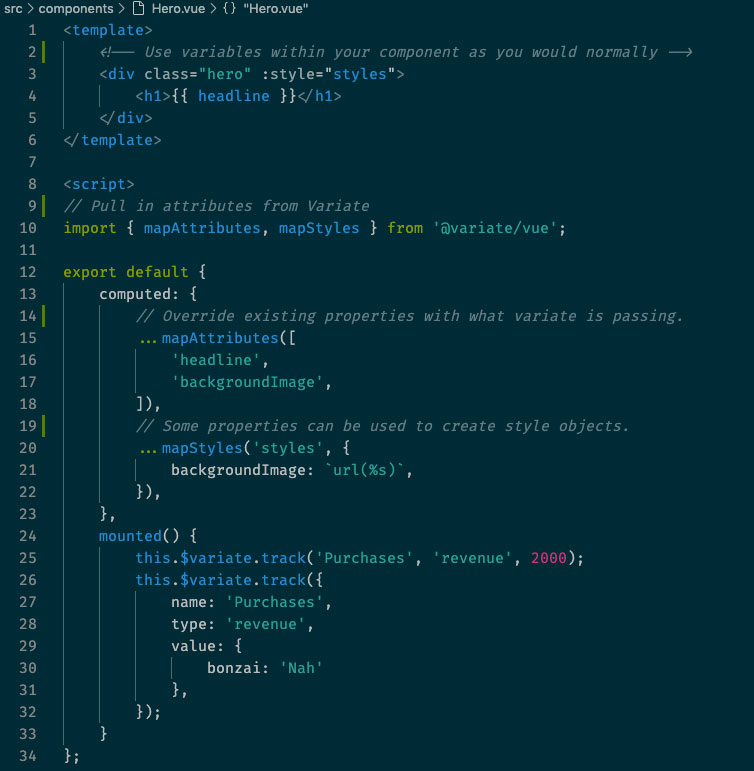 src > components > Hero.vue > {} "Hero.vue"
1 <template>
2 <!-- Use variables within your component as you would normally -->
3 <div class="hero" :style="styles">
4 <h1>{{ headline }}</h1>
5 </div>
6 </template>
7
8 <script>
9 // Pull in attributes from Variate
10 import { mapAttributes, mapStyles } from '@variate/vue';
11
12 export default {
13 computed: {
14 // Override existing properties with what variate is passing.
15 ...mapAttributes([
16 'headline',
17 'backgroundImage',
18 ]),
19 // Some properties can be used to create style objects.
20 ...mapStyles('styles', {
21 backgroundImage: `url(%s)`,
22 }),
23 },
24 mounted() {
25 this.$variate.track('Purchases', 'revenue', 2000);
26 this.$variate.track({
27 name: 'Purchases',
28 type: 'revenue',
29 value: {
30 bonzai: 'Nah'
31 },
32 });
33 }
34 };